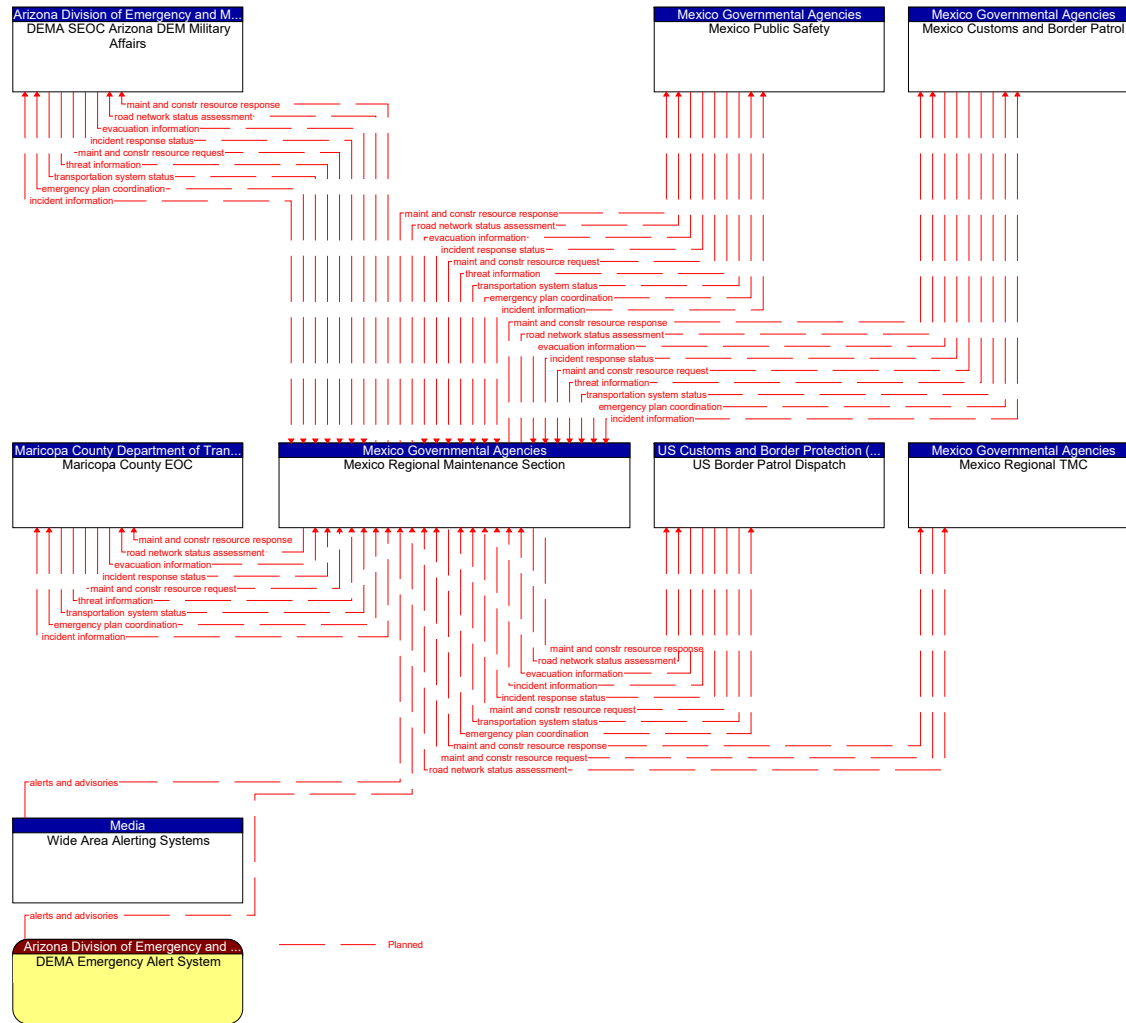 Arizona Division of Emergency and M...
DEMA SEOC Arizona DEM Military
Affairs
Mexico Governmental Agencies
Mexico Public Safety
Mexico Governmental Agencies
Mexico Customs and Border Patrol
maint and constr resource response
road network status assessment
evacuation information
incident response status
maint and constr resource request
threat information
transportation system status
emergency plan coordination
incident information
maint and constr resource response
road network status assessment
evacuation information
incident response status
maint and constr resource request
threat information
transportation system status
emergency plan coordination
incident information
maint and constr resource response
road network status assessment
evacuation information
incident response status
maint and constr resource request
threat information
transportation system status
emergency plan coordination
incident information
Maricopa County Department of Tran...
Maricopa County EOC
Mexico Governmental Agencies
Mexico Regional Maintenance Section
US Customs and Border Protection (...
US Border Patrol Dispatch
Mexico Governmental Agencies
Mexico Regional TMC
maint and constr resource response
road network status assessment
evacuation information
incident response status
maint and constr resource request
threat information
transportation system status
emergency plan coordination
incident information
maint and constr resource response
road network status assessment
evacuation information
incident information
incident response status
maint and constr resource request
transportation system status
emergency plan coordination
maint and constr resource response
maint and constr resource request
road network status assessment
alerts and advisories
Media
Wide Area Alerting Systems
alerts and advisories
Arizona Division of Emergency and ...
DEMA Emergency Alert System
Planned